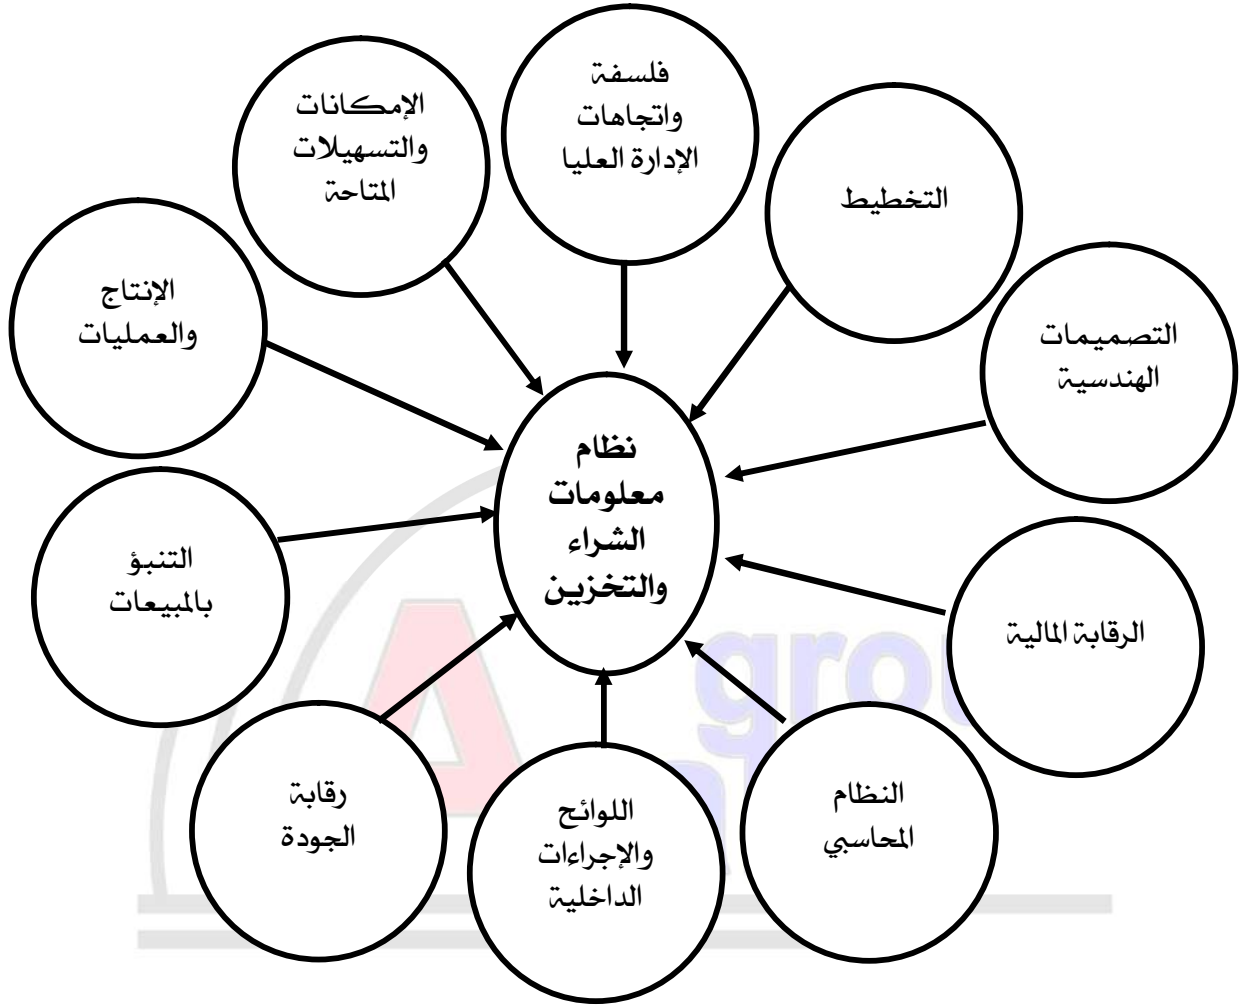 فلسفة
واتجاهات
الإدارة العليا
الإمكانات
والتسهيلات
المتاحة
التخطيط
الإنتاج
والعمليات
التصميمات
الهندسية
نظام
معلومات
الشراء
والتخزين
التنبؤ
بالمبيعات
الرقابة المالية
رقابة
الجودة
اللوائح
والإجراءات
الداخلية
النظام
المحاسبي